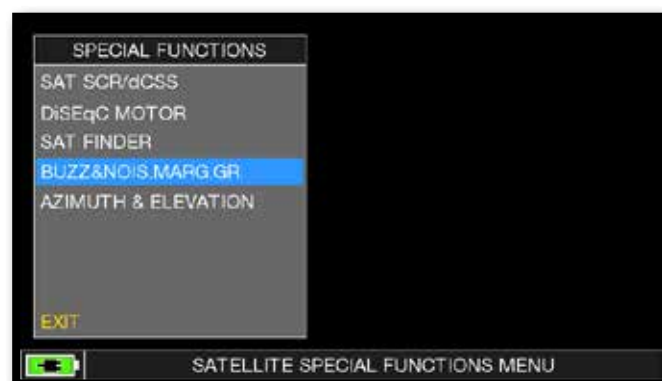 SPECIAL FUNCTIONS
SAT SCR/dCSS
DiSEqC MOTOR
SAT FINDER
BUZZ&NOIS.MARG.GR
AZIMUTH & ELEVATION
EXIT
SATELLITE SPECIAL FUNCTIONS MENU